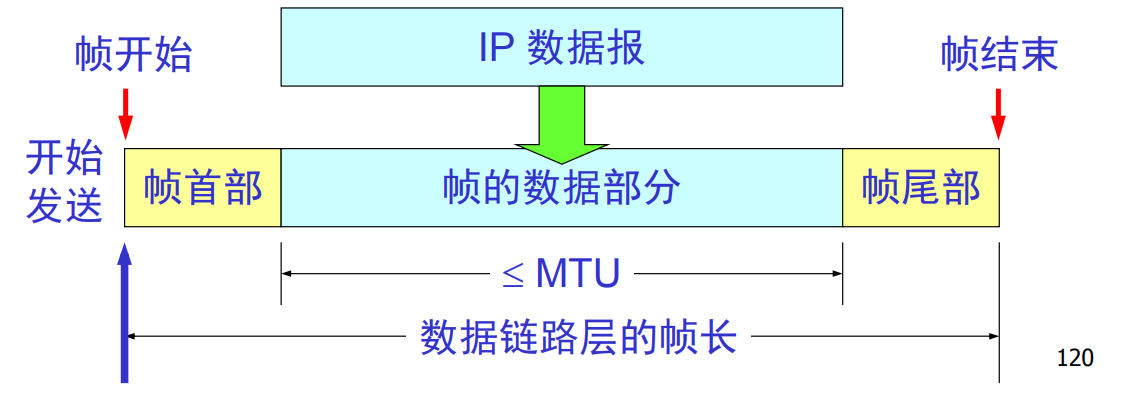 IP 数据报
帧开始
帧结束
开始
发送
帧首部
帧的数据部分
帧尾部
≤ MTU
数据链路层的帧长
120